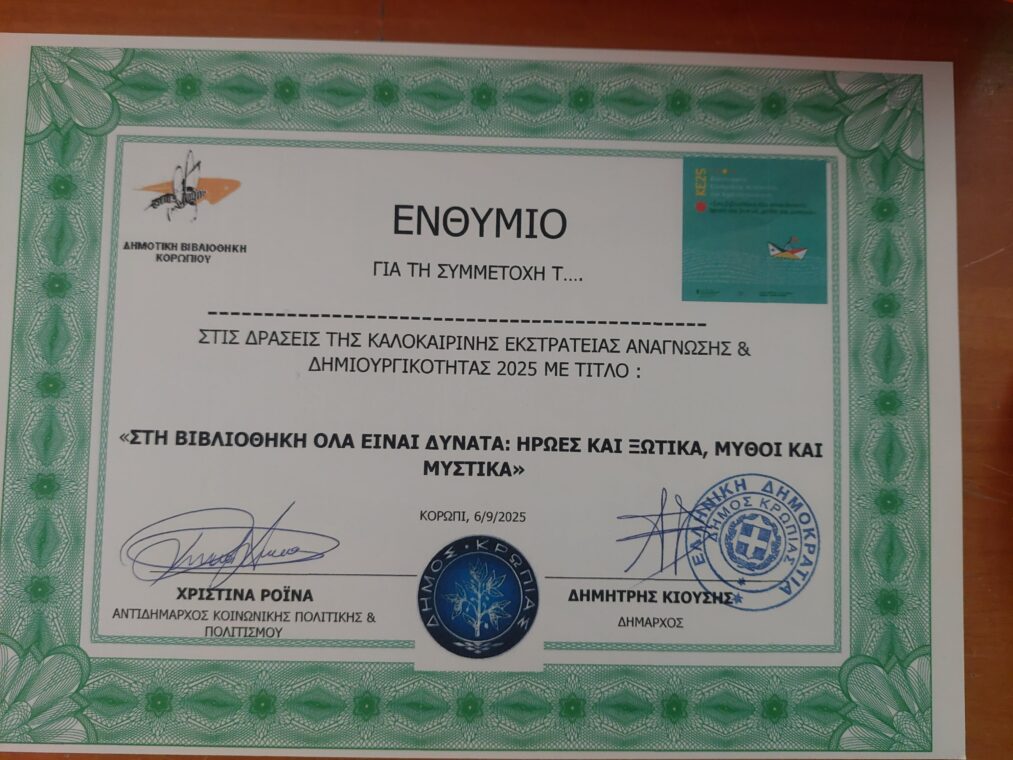 ΔΗΜΟΤΙΚΗ ΒΙΒΛΙΟΘΗΚΗ
ΚΟΡΩΠΙΟΥ
ΚΕ25
ΕΝΘΥΜΙΟ
ΓΙΑ ΤΗ ΣΥΜΜΕΤΟΧΗ Τ....
ΣΤΙΣ ΔΡΑΣΕΙΣ ΤΗΣ ΚΑΛΟΚΑΙΡΙΝΗΣ ΕΚΣΤΡΑΤΕΙΑΣ ΑΝΑΓΝΩΣΗΣ &
ΔΗΜΙΟΥΡΓΙΚΟΤΗΤΑΣ 2025 ΜΕ ΤΙΤΛΟ :
«ΣΤΗ ΒΙΒΛΙΟΘΗΚΗ ΟΛΑ ΕΙΝΑΙ ΔΥΝΑΤΑ: ΗΡΩΕΣ ΚΑΙ ΞΩΤΙΚΑ, ΜΥΘΟΙ ΚΑΙ
ΜΥΣΤΙΚΑ»
ΚΟΡΩΠΙ, 6/9/2025
ΧΡΙΣΤΙΝΑ ΡΟΪΝΑ
ΑΝΤΙΔΗΜΑΡΧΟΣ ΚΟΙΝΩΝΙΚΗΣ ΠΟΛΙΤΙΚΗΣ &
ΠΟΛΙΤΙΣΜΟΥ
ΔΗΜΟΣ • ΚΡΩΠΙΑΣ
ΔΗΜΗΤΡΗΣ ΚΙΟΥΣΗΣ
ΔΗΜΑΡΧΟΣ
ΕΛΛΗΝΙΚΗ ΔΗΜΟΚΡΑΤΙΑ
ΔΗΜΟΣ ΚΡΩΠΙΑΣ